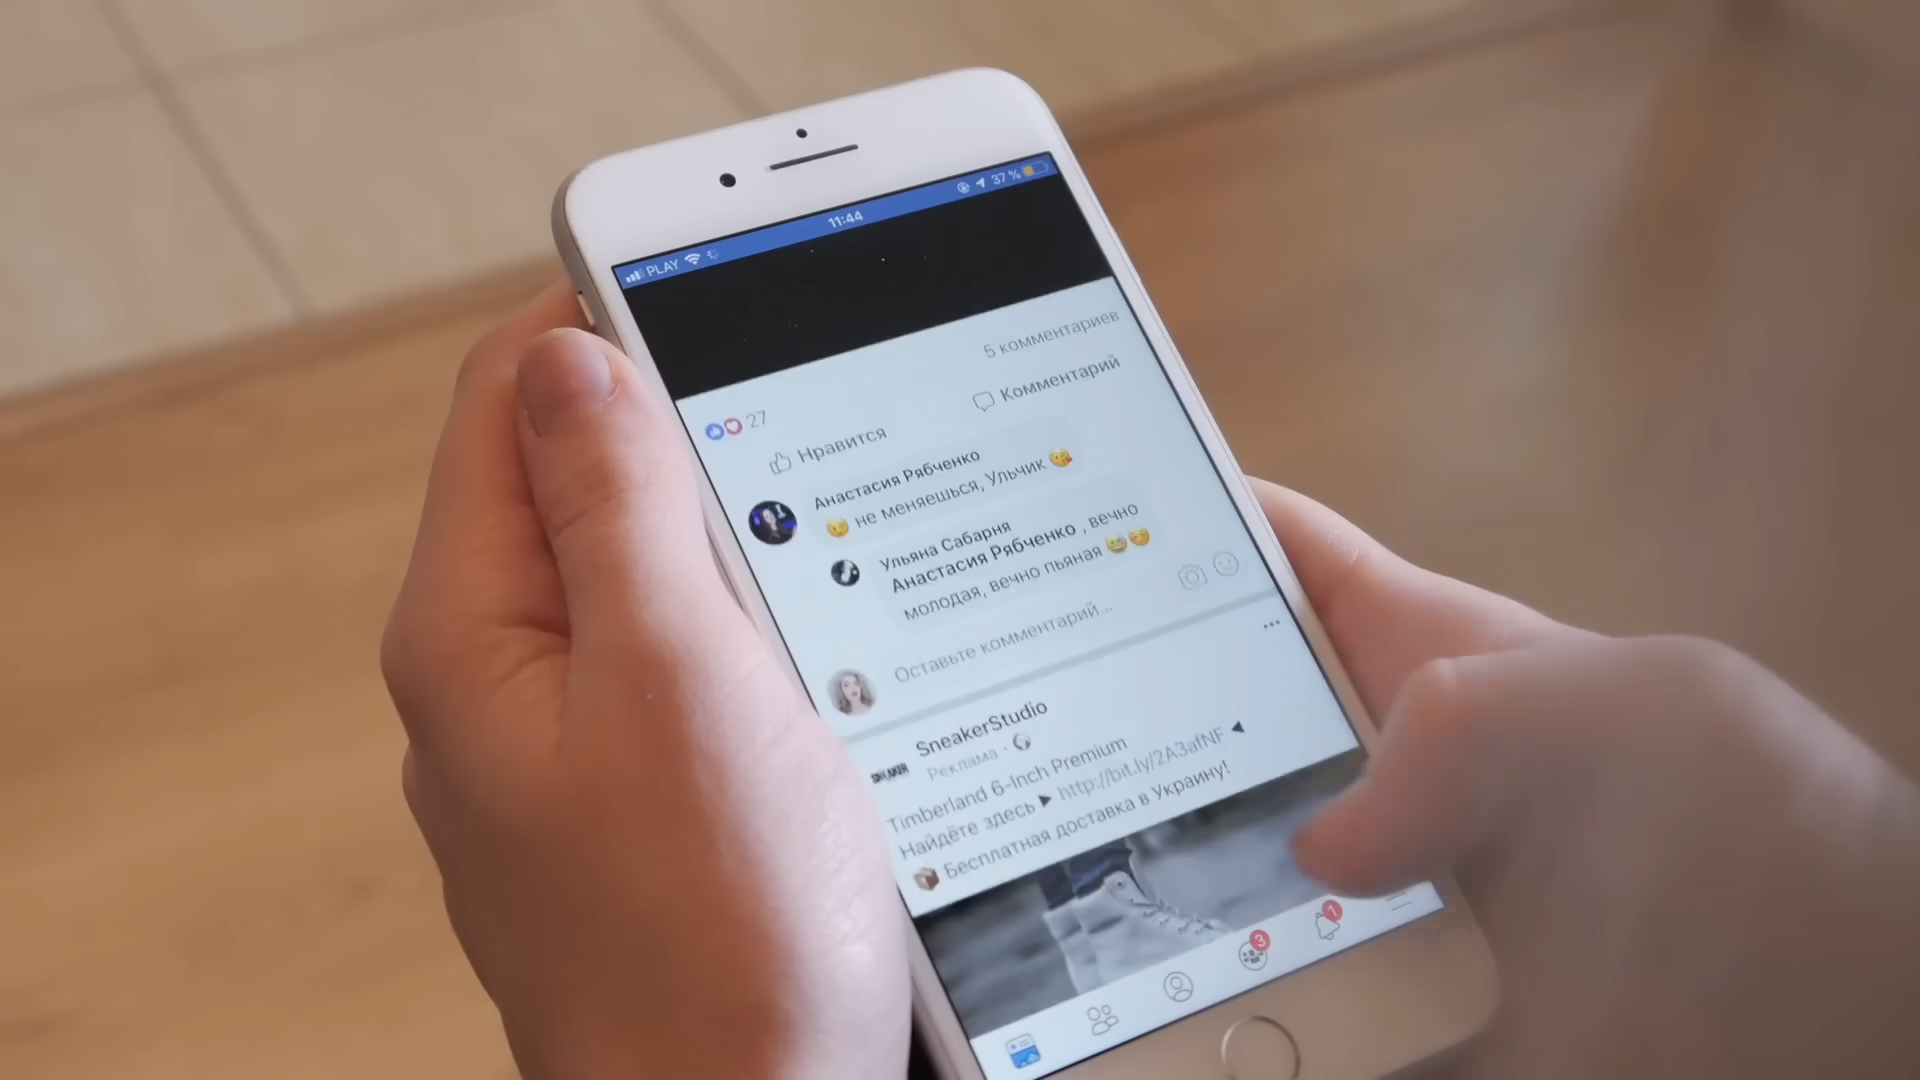 PLAY
11:44
37 %
5 комментариев
27
Нравится
Комментарий
Анастасия Рябченко
не меняешься, Ульчик
Ульяна Сабарня
Анастасия Рябченко , вечно
молодая, вечно пьяная
Оставьте комментарий...
SNEAKER
SneakerStudio
Реклама ·
Timberland 6-Inch Premium
Найдёте здесь ► http://bit.ly/2A3afNF ◄
Бесплатная доставка в Украину!
3
1